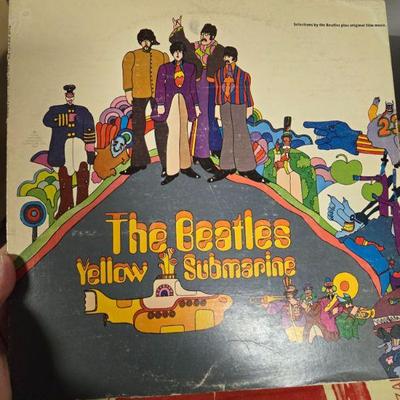 Selections by the Beatles plus original film music.
The Beatles
Yellow Submarine